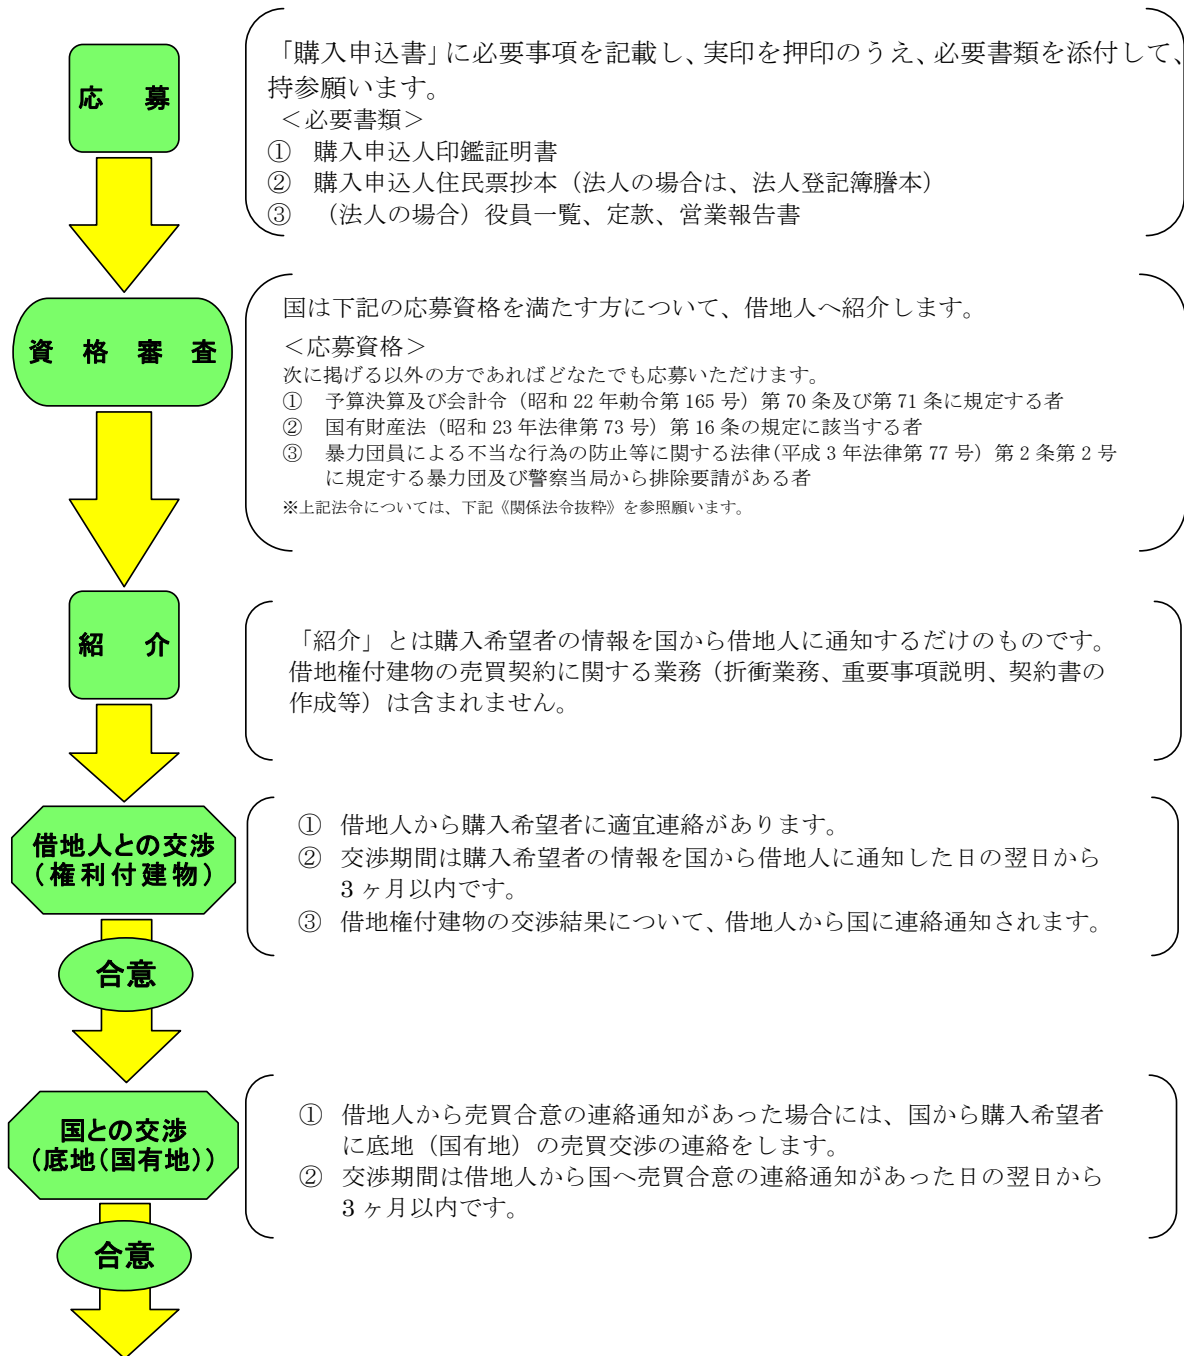 応　募
「購入申込書」に必要事項を記載し、実印を押印のうえ、必要書類を添付して、
持参願います。
＜必要書類＞
①　購入申込人印鑑証明書
②　購入申込人住民票抄本（法人の場合は、法人登記簿謄本）
③　（法人の場合）役員一覧、定款、営業報告書
資　格　審　査
国は下記の応募資格を満たす方について、借地人へ紹介します。
＜応募資格＞
次に掲げる以外の方であればどなたでも応募いただけます。
①　予算決算及び会計令（昭和 22 年勅令第 165 号）第 70 条及び第 71 条に規定する者
②　国有財産法（昭和 23 年法律第 73 号）第 16 条の規定に該当する者
③　暴力団員による不当な行為の防止等に関する法律(平成 3 年法律第 77 号）第 2 条第 2 号
に規定する暴力団及び警察当局から排除要請がある者
※上記法令については、下記《関係法令抜粋》を参照願います。
紹　介
「紹介」とは購入希望者の情報を国から借地人に通知するだけのものです。
借地権付建物の売買契約に関する業務（折衝業務、重要事項説明、契約書の
作成等）は含まれません。
借地人との交渉
（権利付建物）
①　借地人から購入希望者に適宜連絡があります。
②　交渉期間は購入希望者の情報を国から借地人に通知した日の翌日から
３ヶ月以内です。
③　借地権付建物の交渉結果について、借地人から国に連絡通知されます。
合意
国との交渉
（底地（国有地））
①　借地人から売買合意の連絡通知があった場合には、国から購入希望者
に底地（国有地）の売買交渉の連絡をします。
②　交渉期間は借地人から国へ売買合意の連絡通知があった日の翌日から
３ヶ月以内です。
合意